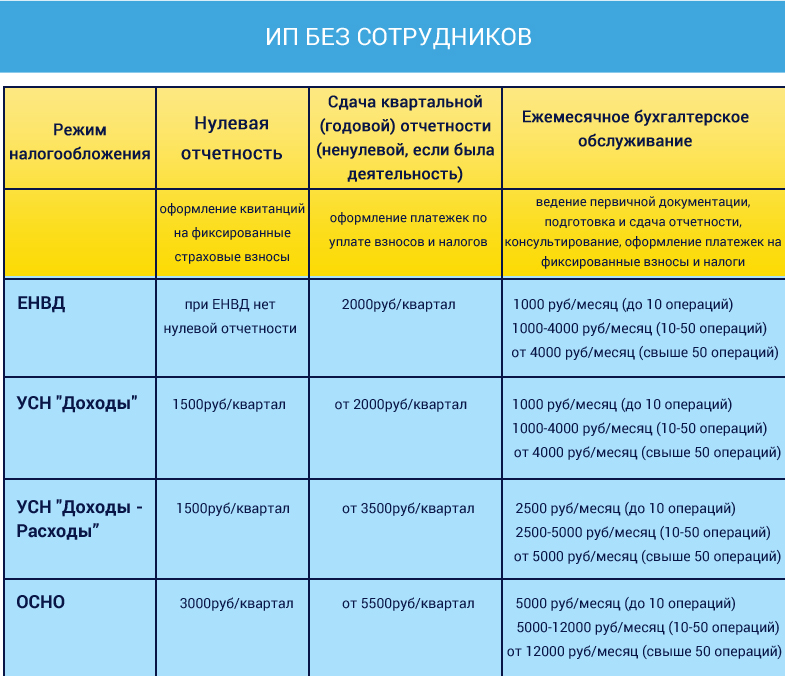 ИП БЕЗ СОТРУДНИКОВ
Режим
налогообложения
Нулевая
отчетность
Сдача квартальной
(годовой) отчетности
(ненулевой, если была
деятельность)
Ежемесячное бухгалтерское
обслуживание
оформление квитанций
на фиксированные
страховые взносы
оформление платежек по
уплате взносов и налогов
ведение первичной документации,
подготовка и сдача отчетности,
консультирование, оформление платежек на
фиксированные взносы и налоги
ЕНВД
при ЕНВД нет
нулевой отчетности
2000руб/квартал
1000 руб/месяц (до 10 операций)
1000-4000 руб/месяц (10-50 операций)
от 4000 руб/месяц (свыше 50 операций)
УСН "Доходы"
1500руб/квартал
от 2000руб/квартал
1000 руб/месяц (до 10 операций)
1000-4000 руб/месяц (10-50 операций)
от 4000 руб/месяц (свыше 50 операций)
УСН "Доходы -
Расходы”
1500руб/квартал
от 3500руб/квартал
2500 руб/месяц (до 10 операций)
2500-5000 руб/месяц (10-50 операций)
от 5000 руб/месяц (свыше 50 операций)
ОСНО
3000руб/квартал
от 5500руб/квартал
5000 руб/месяц (до 10 операций)
5000-12000 руб/месяц (10-50 операций)
от 12000 руб/месяц (свыше 50 операций)